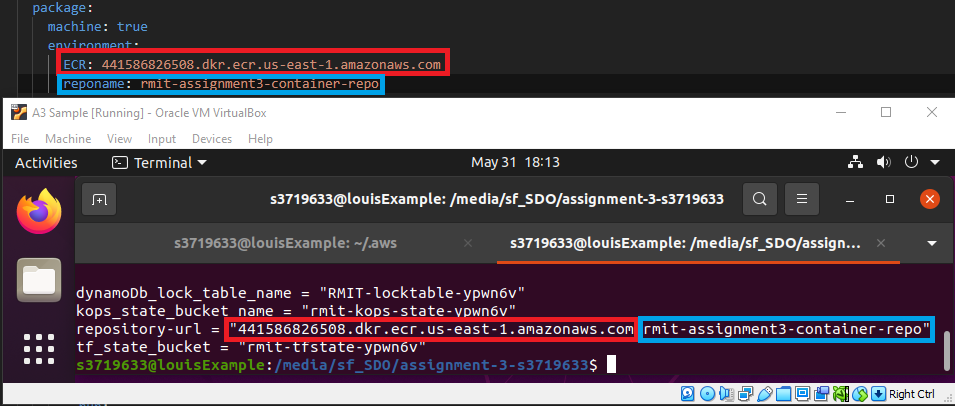 package:
machine: true
environment:
ECR: 441586826508.dkr.ecr.us-east-1.amazonaws.com
reponame: rmit-assignment3-container-repo
A3 Sample [Running] - Oracle VM VirtualBox
File Machine View Input Devices Help
Activities Terminal May 31 18:13
s3719633@louisExample: /media/sf_SDO/assignment-3-s3719633
s3719633@louisExample: ~/.aws
s3719633@louisExample: /media/sf_SDO/assign...
dynamoDb_lock_table_name = "RMIT-locktable-ypwn6v"
kops_state_bucket_name = "rmit-kops-state-ypwn6v"
repository-url = "441586826508.dkr.ecr.us-east-1.amazonaws.com rmit-assignment3-container-repo"
tf_state_bucket = "rmit-tfstate-ypwn6v"
s3719633@louisExample:/media/sf_SDO/assignment-3-s3719633$
Right Ctrl